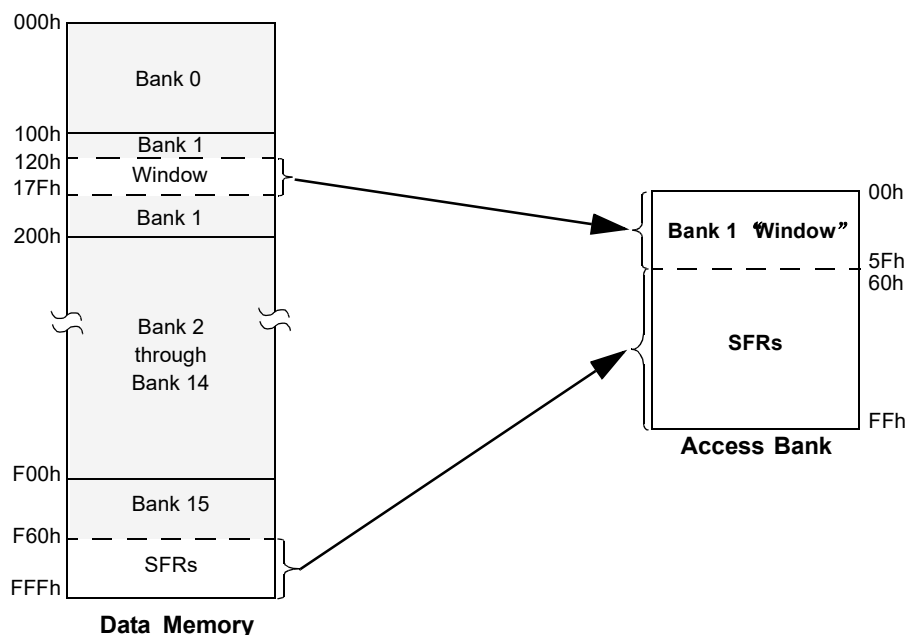 000h
Bank 0
100h
Bank 1
120h
Window
17Fh
Bank 1
200h
Bank 2
through
Bank 14
F00h
Bank 15
F60h
SFRs
FFFh
Data Memory
00h
Bank 1 “Window”
5Fh
60h
SFRs
FFh
Access Bank